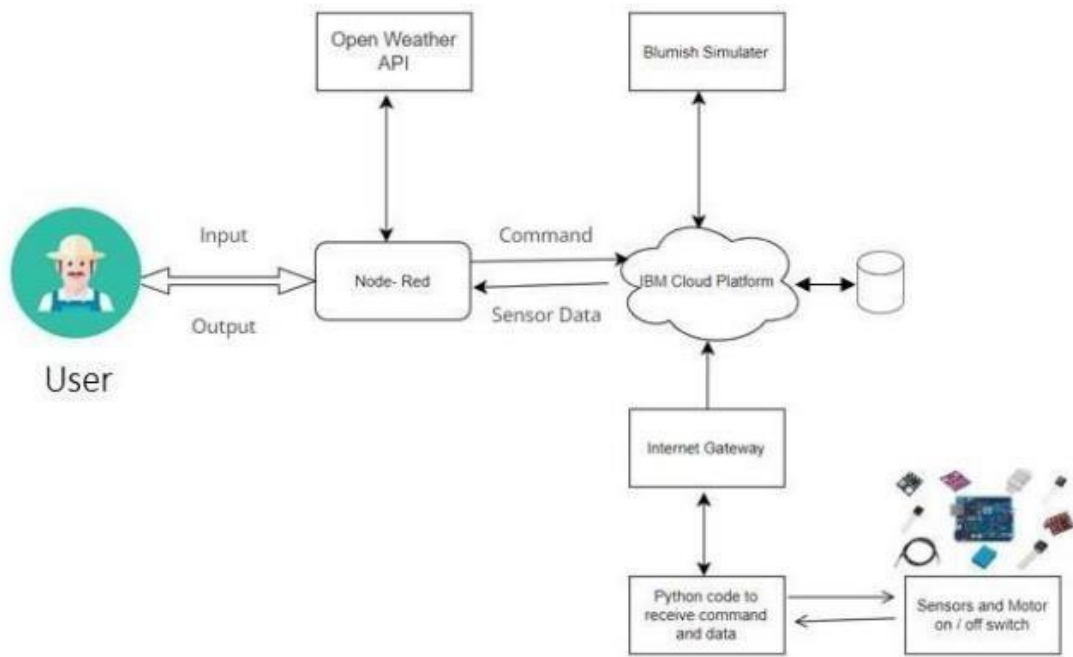 Open Weather
API
Blumish Simulater
Input
Command
Node- Red
IBM Cloud Platform
Output
Sensor Data
User
Internet Gateway
Python code to
receive command
and data
Sensors and Motor
on / off switch